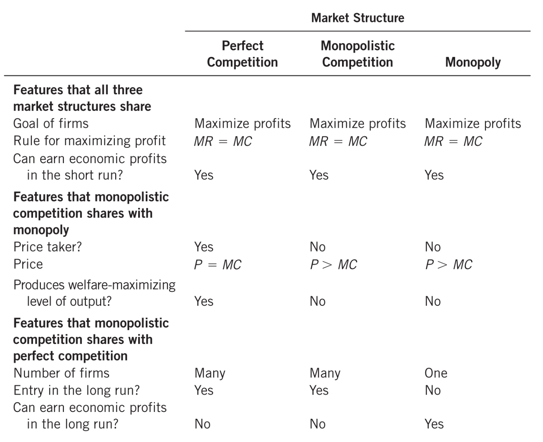 Market Structure
Perfect Competition Monopolistic Competition Monopoly
Features that all three
market structures share
Goal of firms Maximize profits Maximize profits Maximize profits
Rule for maximizing profit MR = MC MR = MC MR = MC
Can earn economic profits
in the short run? Yes Yes Yes
Features that monopolistic
competition shares with
monopoly
Price taker? Yes No No
Price P = MC P > MC P > MC
Produces welfare-maximizing
level of output? Yes No No
Features that monopolistic
competition shares with
perfect competition
Number of firms Many Many One
Entry in the long run? Yes Yes No
Can earn economic profits
in the long run? No No Yes